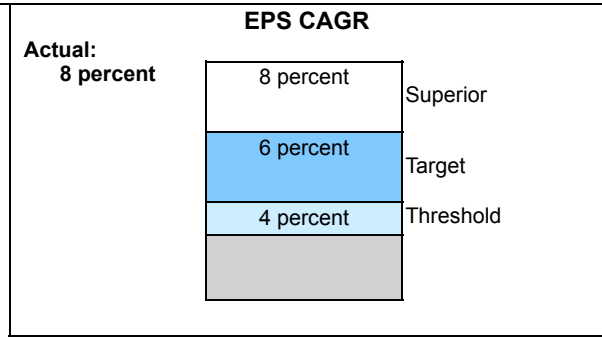 EPS CAGR
Actual:
8 percent
8 percent
Superior
6 percent
Target
4 percent
Threshold